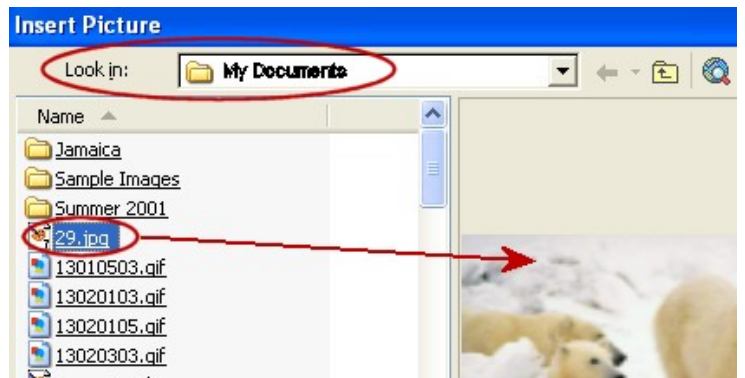 Insert Picture
Look in: My Documents
Name
Jamaica
Sample Images
Summer 2001
29.jpg
13010503.gif
13020103.gif
13020105.gif
13020303.gif